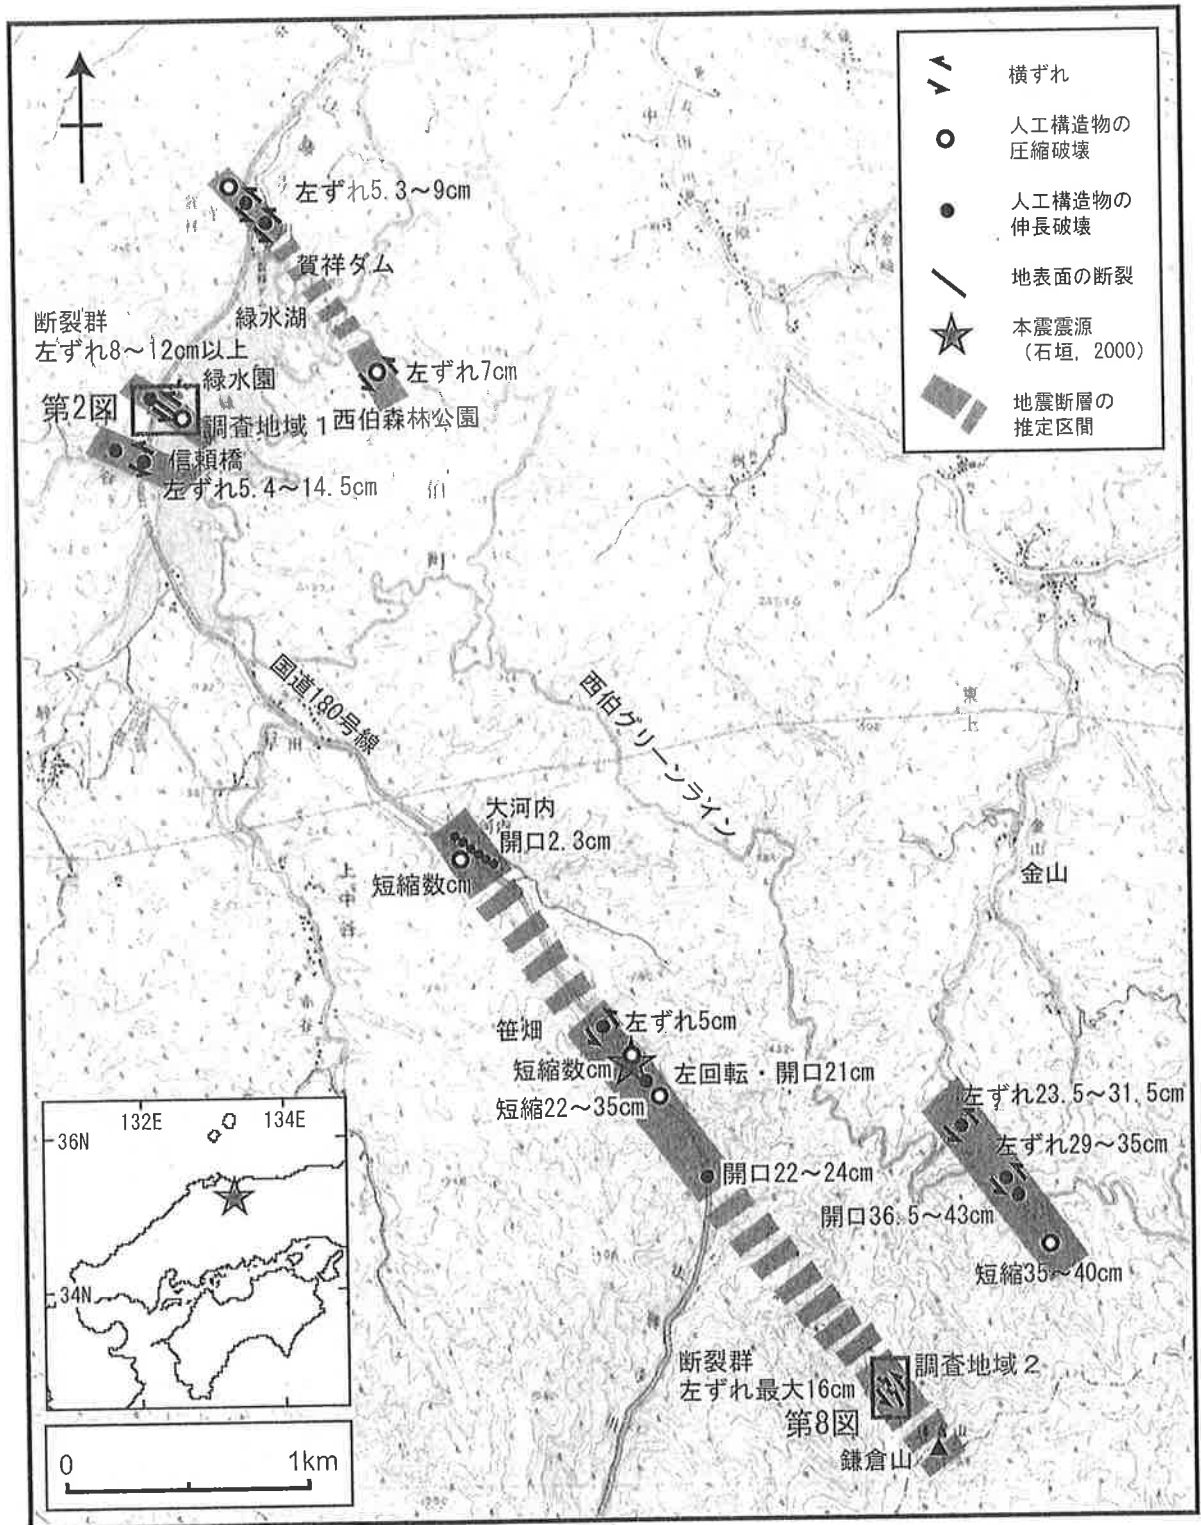 横ずれ
人工構造物の
圧縮破壊
人工構造物の
伸長破壊
地表面の断裂
本震震源
(石垣, 2000)
地震断層の
推定区間
左ずれ5.3～9cm
賀祥ダム
緑水湖
断裂群
左ずれ8～12cm以上
緑水園
左ずれ7cm
第2図
調査地域1
西伯森林公園
信頼橋
左ずれ5.4～14.5cm
伯
町
国道180号線
西伯グリーンライン
東
上
大河内
開口2.3cm
短縮数cm
上
中
谷
金山
金山
笹畑
左ずれ5cm
短縮数cm
左回転・開口21cm
短縮22～35cm
開口22～24cm
左ずれ23.5～31.5cm
左ずれ29～35cm
開口36.5～43cm
短縮35～40cm
断裂群
左ずれ最大16cm
調査地域2
第8図
鎌倉山
132E
134E
36N
34N
0
1km